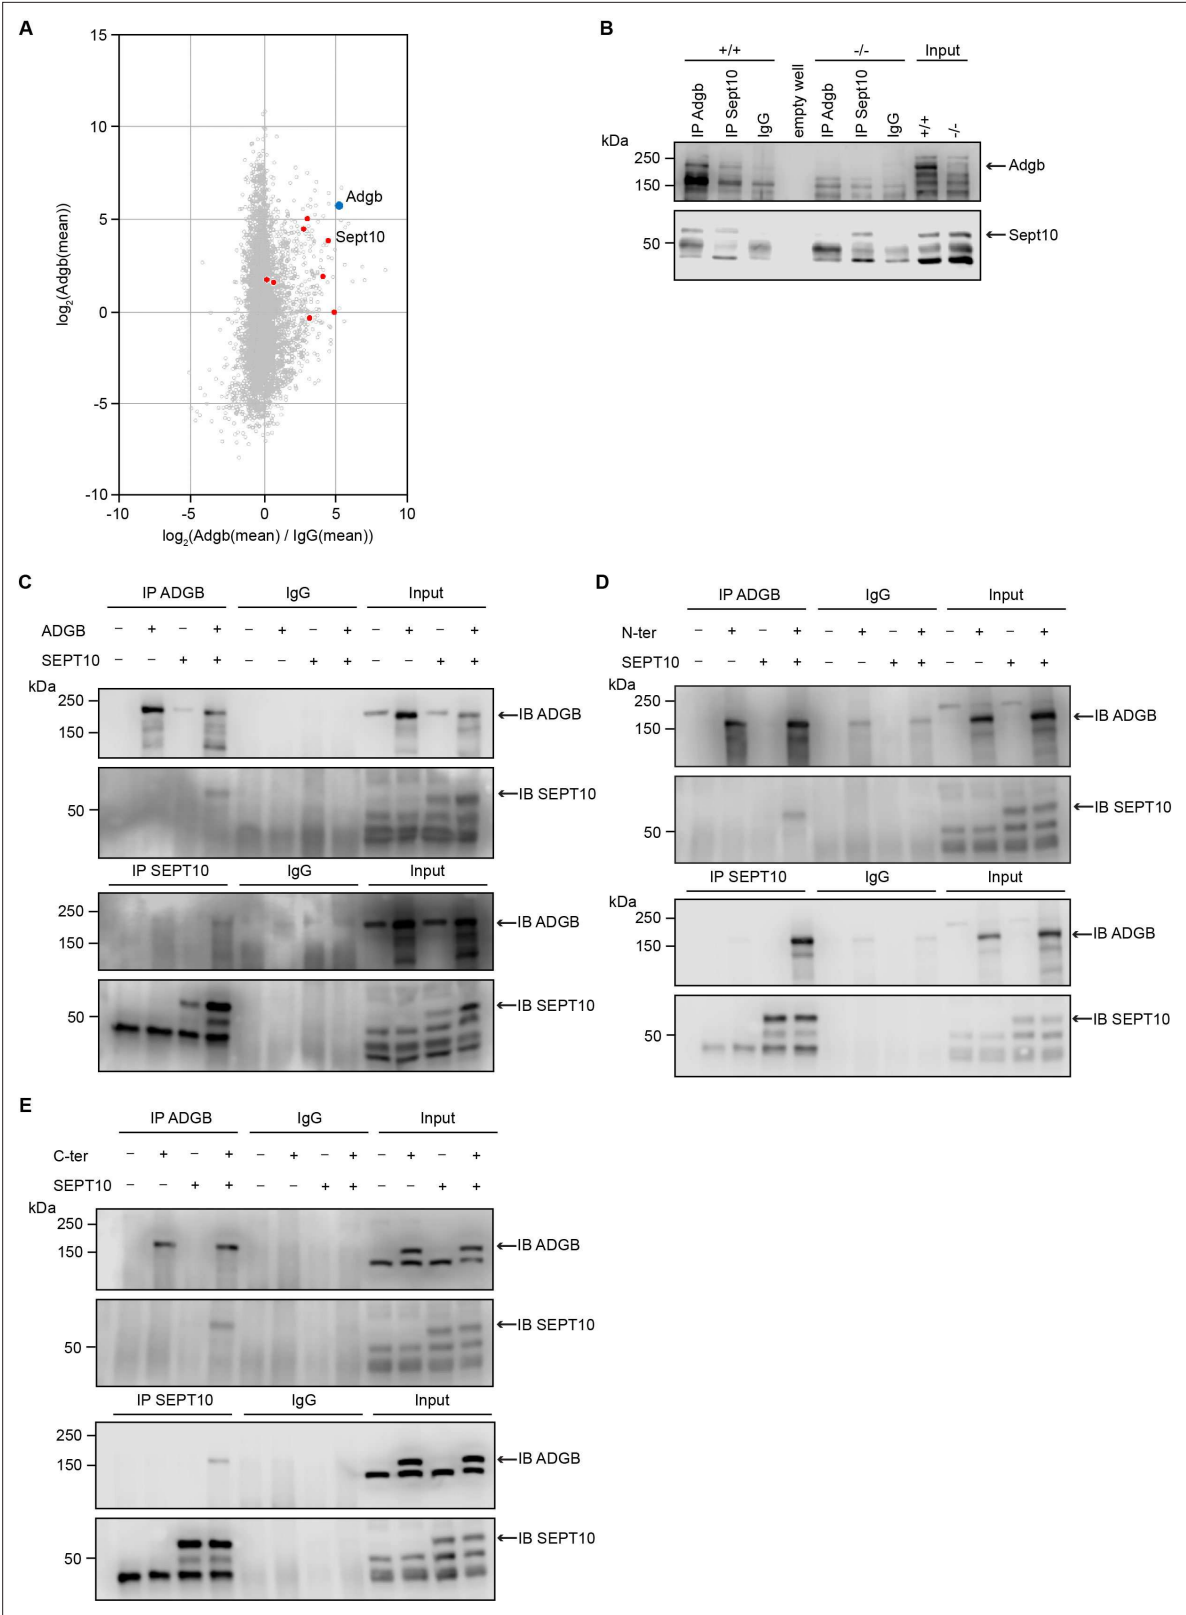 A
15
10
5
0
-5
-10
-10
-5
0
5
10
log2(Adgb(mean))
log2(Adgb(mean) / IgG(mean))
Adgb
Sept10
B
+/+
-/-
Input
IP Adgb
IP Sept10
IgG
empty well
IP Adgb
IP Sept10
IgG
+/+
-/-
kDa
250
150
Adgb
50
Sept10
C
IP ADGB IgG Input
ADGB – + – + – + – + – + – +
SEPT10 – – + + – – + + – – + +
kDa
250
150
IB ADGB
50
IB SEPT10
IP SEPT10 IgG Input
250
150
IB ADGB
50
IB SEPT10
D
IP ADGB IgG Input
N-ter – + – + – + – + – + – +
SEPT10 – – + + – – + + – – + +
kDa
250
150
IB ADGB
50
IB SEPT10
IP SEPT10 IgG Input
kDa
250
150
IB ADGB
50
IB SEPT10
E
IP ADGB IgG Input
C-ter – + – + – + – + – + – +
SEPT10 – – + + – – + + – – + +
kDa
250
150
IB ADGB
50
IB SEPT10
IP SEPT10 IgG Input
250
150
IB ADGB
50
IB SEPT10